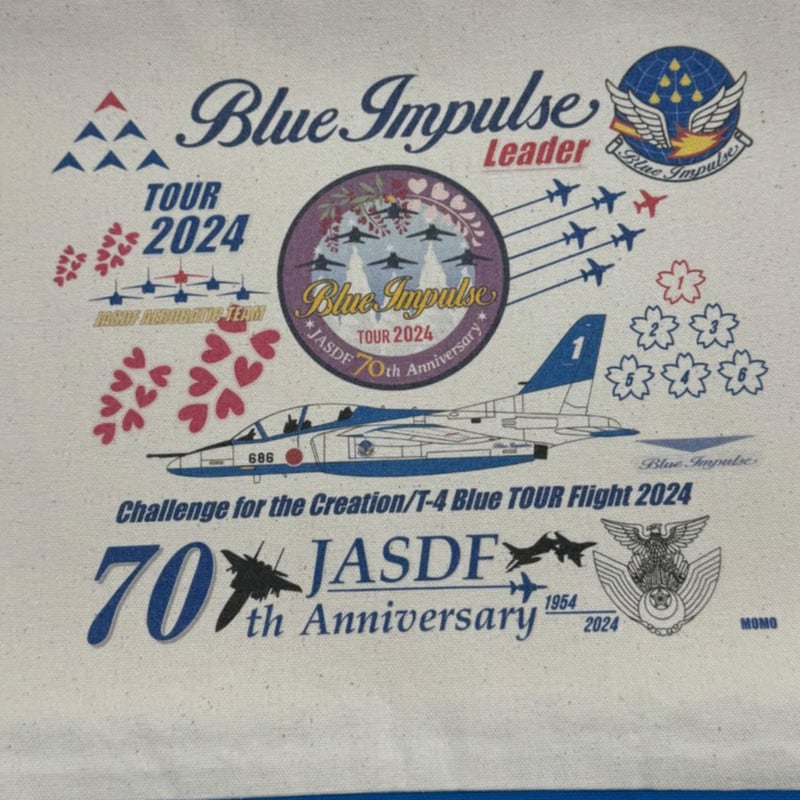 Blue Impulse
Leader
Blue Impulse
TOUR
2024
JASDF AEROBATIC TEAM
Blue Impulse
TOUR 2024
JASDF 70th Anniversary
1
2 3
5 4 6
1
686
Blue Impulse
Challenge for the Creation/T-4 Blue TOUR Flight 2024
70
th Anniversary
JASDF
1954
2024
MOMO